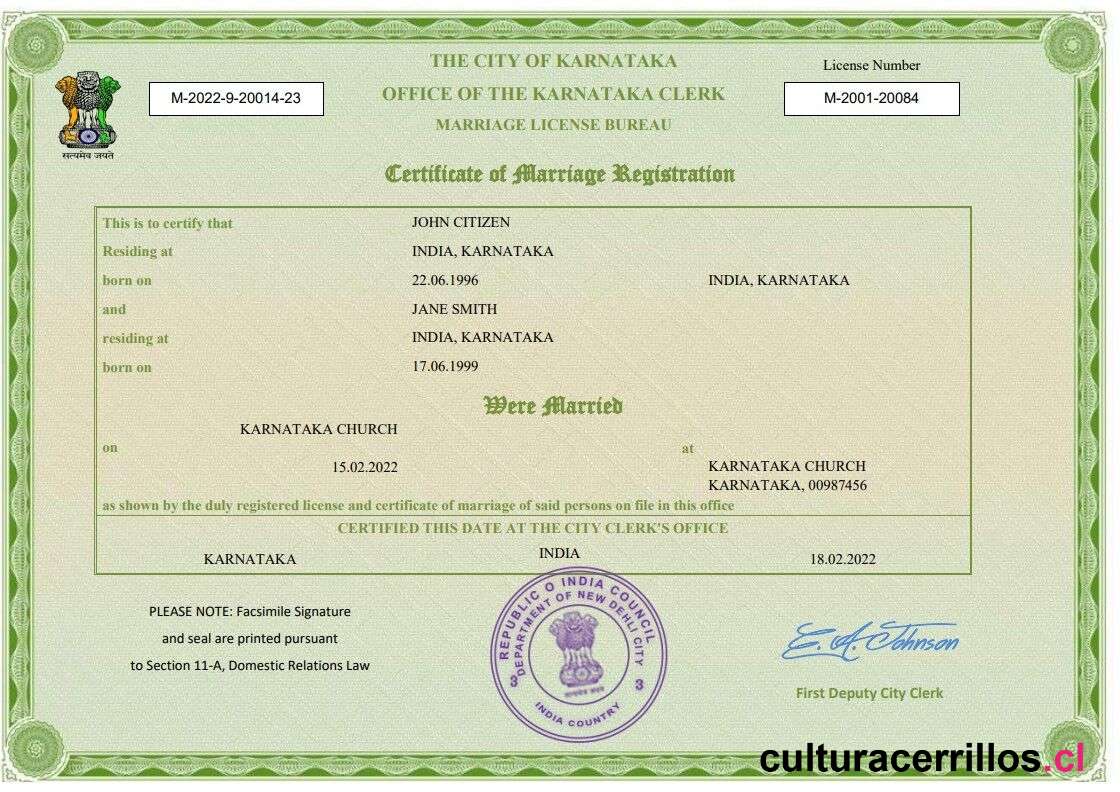 THE CITY OF KARNATAKA
License Number
M-2022-9-20014-23
OFFICE OF THE KARNATAKA CLERK
M-2001-20084
MARRIAGE LICENSE BUREAU
सत्यमेव जयते
Certificate of Marriage Registration
This is to certify that JOHN CITIZEN
Residing at INDIA, KARNATAKA
born on 22.06.1996 INDIA, KARNATAKA
and JANE SMITH
residing at INDIA, KARNATAKA
born on 17.06.1999
Were Married
KARNATAKA CHURCH
on at
15.02.2022 KARNATAKA CHURCH
KARNATAKA, 00987456
as shown by the duly registered license and certificate of marriage of said persons on file in this office
CERTIFIED THIS DATE AT THE CITY CLERK'S OFFICE
KARNATAKA INDIA 18.02.2022
PLEASE NOTE: Facsimile Signature
and seal are printed pursuant
to Section 11-A, Domestic Relations Law
REPUBLIC O INDIA COUNCIL
DEPARTMENT OF NEW DEHLI CITY
3 3
सत्यमेव जयते
INDIA COUNTRY
E. A. Johnson
First Deputy City Clerk
culturacerrillos.cl